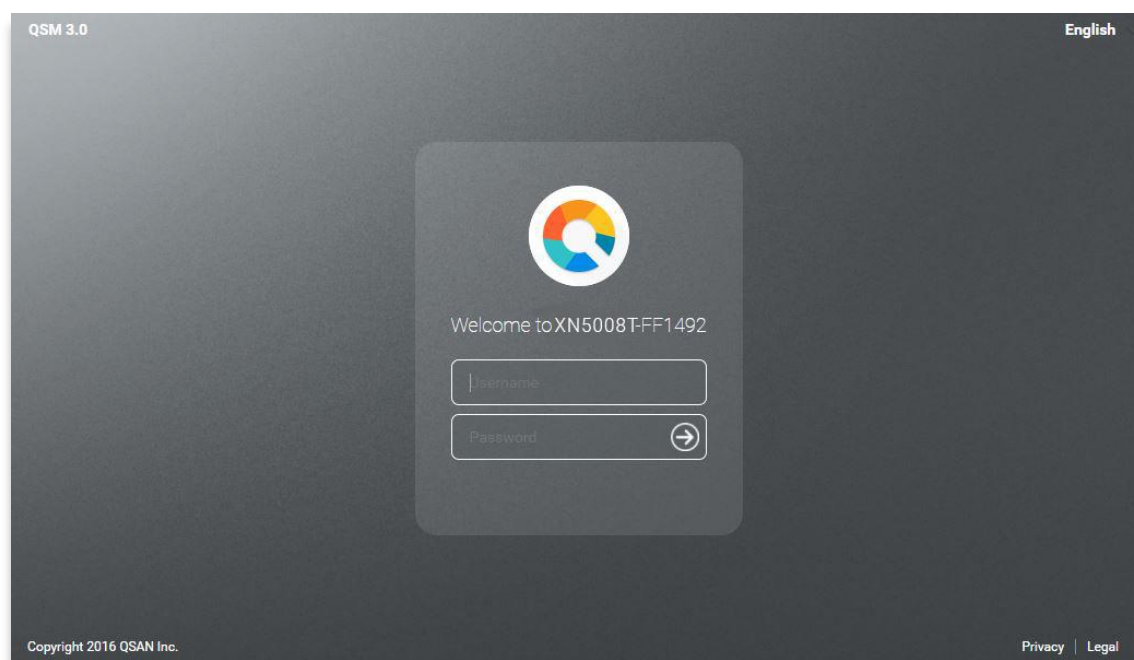 QSM 3.0
English
Welcome to XN5008T-FF1492
Username
Password
Copyright 2016 QSAN Inc.
Privacy | Legal